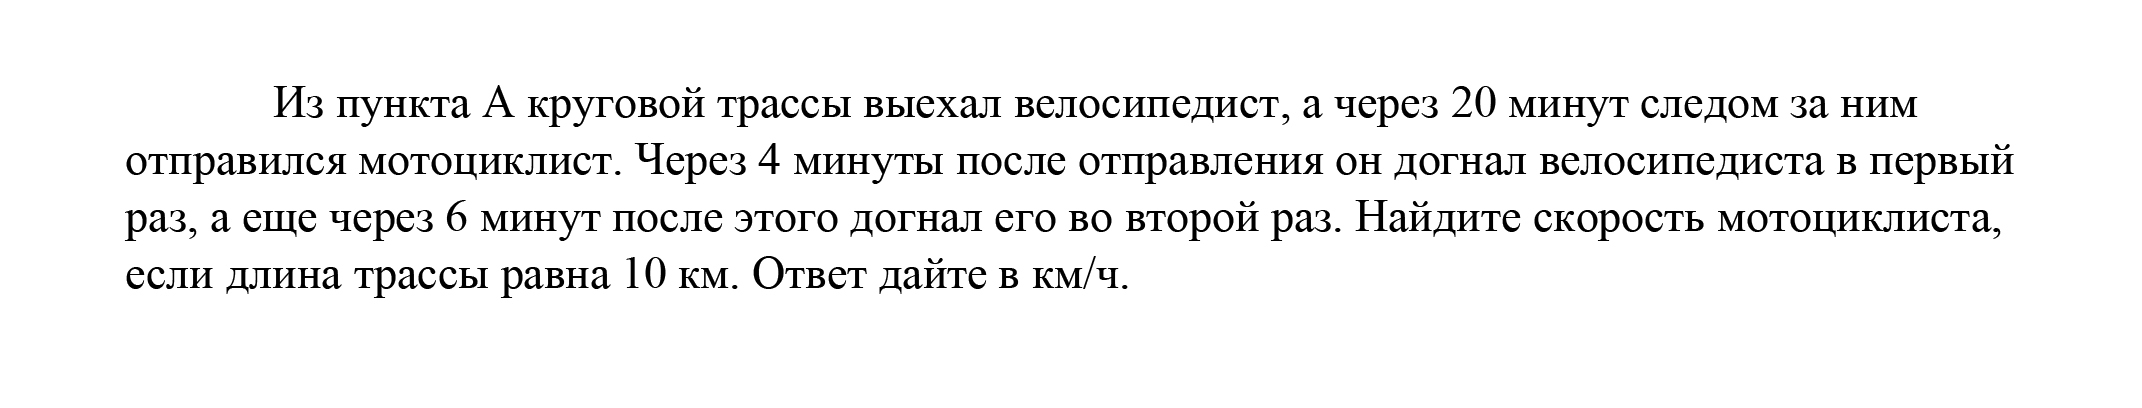 Из пункта А круговой трассы выехал велосипедист, а через 20 минут следом за ним
отправился мотоциклист. Через 4 минуты после отправления он догнал велосипедиста в первый
раз, а еще через 6 минут после этого догнал его во второй раз. Найдите скорость мотоциклиста,
если длина трассы равна 10 км. Ответ дайте в км/ч.